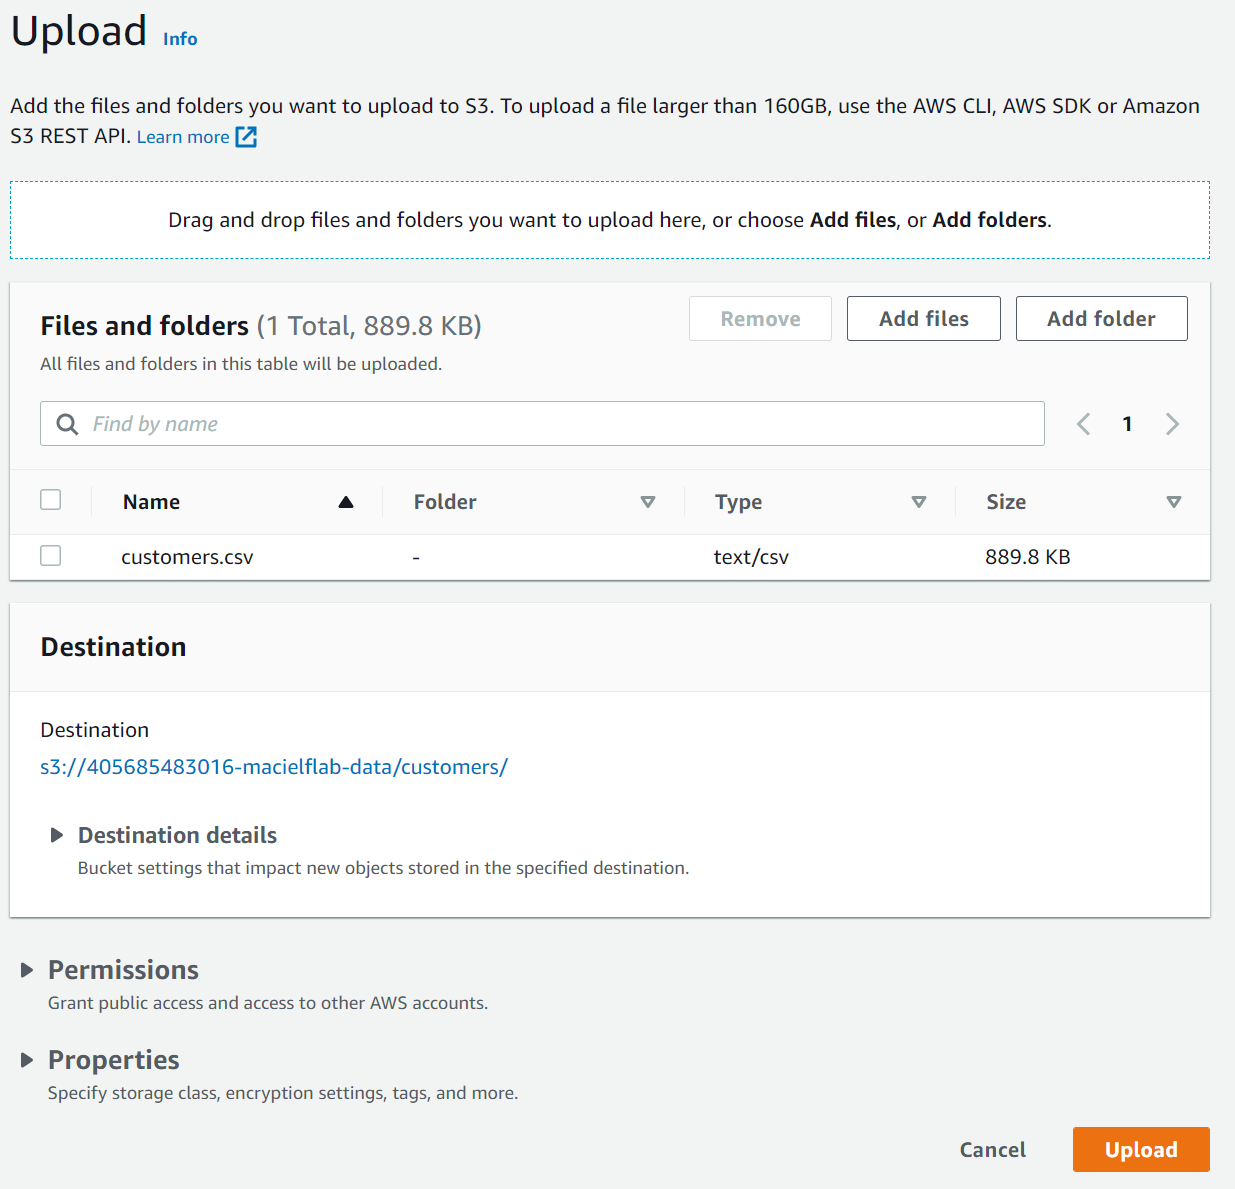 Upload Info
Add the files and folders you want to upload to S3. To upload a file larger than 160GB, use the AWS CLI, AWS SDK or Amazon
S3 REST API. Learn more
Drag and drop files and folders you want to upload here, or choose Add files, or Add folders.
Files and folders (1 Total, 889.8 KB)
Remove
Add files
Add folder
All files and folders in this table will be uploaded.
Find by name
1
Name Folder Type Size
customers.csv - text/csv 889.8 KB
Destination
Destination
s3://405685483016-macielflab-data/customers/
Destination details
Bucket settings that impact new objects stored in the specified destination.
Permissions
Grant public access and access to other AWS accounts.
Properties
Specify storage class, encryption settings, tags, and more.
Cancel
Upload